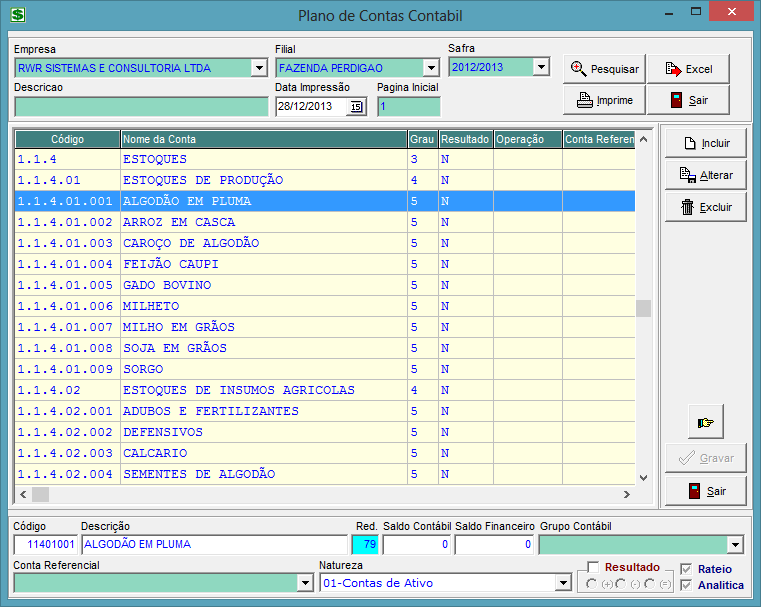 Plano de Contas Contabil
Empresa Filial Safra
RWR SISTEMAS E CONSULTORIA LTDA FAZENDA PERDIGAO 2012/2013
Pesquisar Excel
Descricao Data Impressão Pagina Inicial
28/12/2013 15 1
Imprime Sair
Código Nome da Conta Grau Resultado Operação Conta Referen
1.1.4 ESTOQUES 3 N
1.1.4.01 ESTOQUES DE PRODUÇÃO 4 N
1.1.4.01.001 ALGODÃO EM PLUMA 5 N
1.1.4.01.002 ARROZ EM CASCA 5 N
1.1.4.01.003 CAROÇO DE ALGODÃO 5 N
1.1.4.01.004 FEIJÃO CAUPI 5 N
1.1.4.01.005 GADO BOVINO 5 N
1.1.4.01.006 MILHETO 5 N
1.1.4.01.007 MILHO EM GRÃOS 5 N
1.1.4.01.008 SOJA EM GRÃOS 5 N
1.1.4.01.009 SORGO 5 N
1.1.4.02 ESTOQUES DE INSUMOS AGRICOLAS 4 N
1.1.4.02.001 ADUBOS E FERTILIZANTES 5 N
1.1.4.02.002 DEFENSIVOS 5 N
1.1.4.02.003 CALCARIO 5 N
1.1.4.02.004 SEMENTES DE ALGODÃO 5 N
Incluir
Alterar
Excluir
Gravar
Sair
Código Descrição Red. Saldo Contábil Saldo Financeiro Grupo Contábil
11401001 ALGODÃO EM PLUMA 79 0 0
Conta Referencial Natureza Resultado Rateio
01-Contas de Ativo (+) (-) (=) Analitica